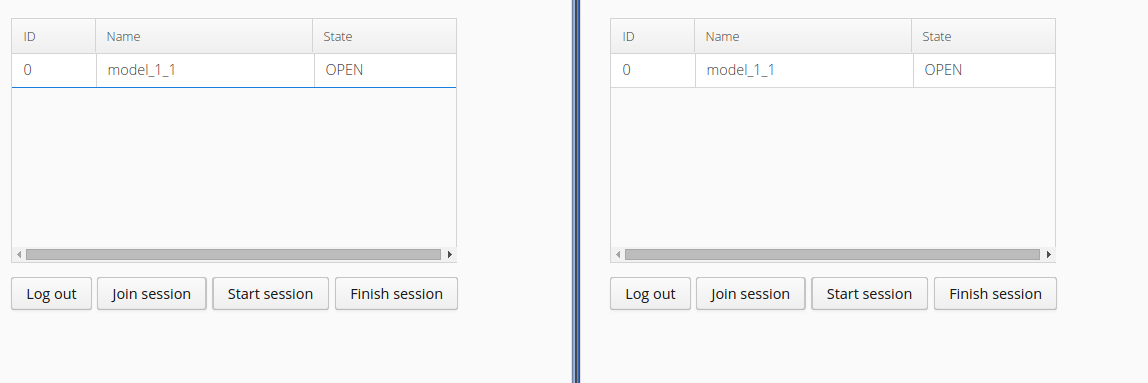 ID Name State
0 model_1_1 OPEN
Log out Join session Start session Finish session
ID Name State
0 model_1_1 OPEN
Log out Join session Start session Finish session